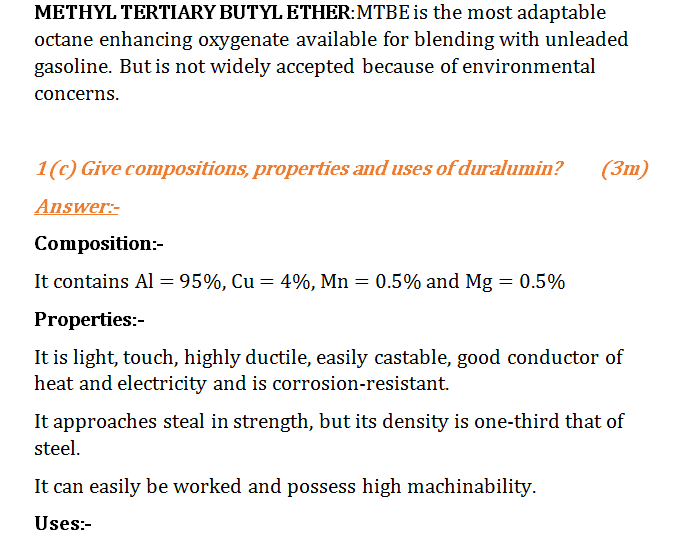 METHYL TERTIARY BUTYL ETHER:MTBE is the most adaptable
octane enhancing oxygenate available for blending with unleaded
gasoline. But is not widely accepted because of environmental
concerns.
1(c) Give compositions, properties and uses of duralumin? (3m)
Answer:-
Composition:-
It contains Al = 95%, Cu = 4%, Mn = 0.5% and Mg = 0.5%
Properties:-
It is light, touch, highly ductile, easily castable, good conductor of
heat and electricity and is corrosion-resistant.
It approaches steal in strength, but its density is one-third that of
steel.
It can easily be worked and possess high machinability.
Uses:-